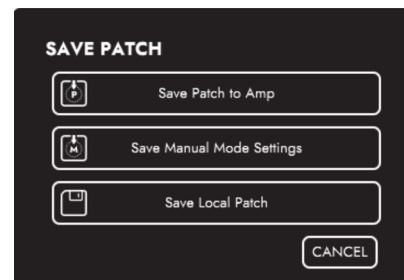 SAVE PATCH
P
Save Patch to Amp
M
Save Manual Mode Settings
Save Local Patch
CANCEL